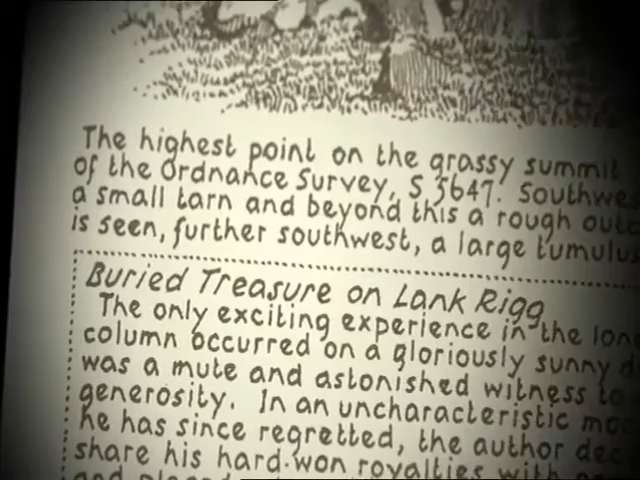 The highest point on the grassy summit
of the Ordnance Survey, S 5647. Southwe
a small tarn and beyond this a rough outc
is seen, further southwest, a large tumulus
Buried Treasure on Lank Rigg
The only exciting experience in the lon
column occurred on a gloriously sunny d
was a mute and astonished witness to
generosity. In an uncharacteristic mo
he has since regretted, the author dec
share his hard-won royalties with